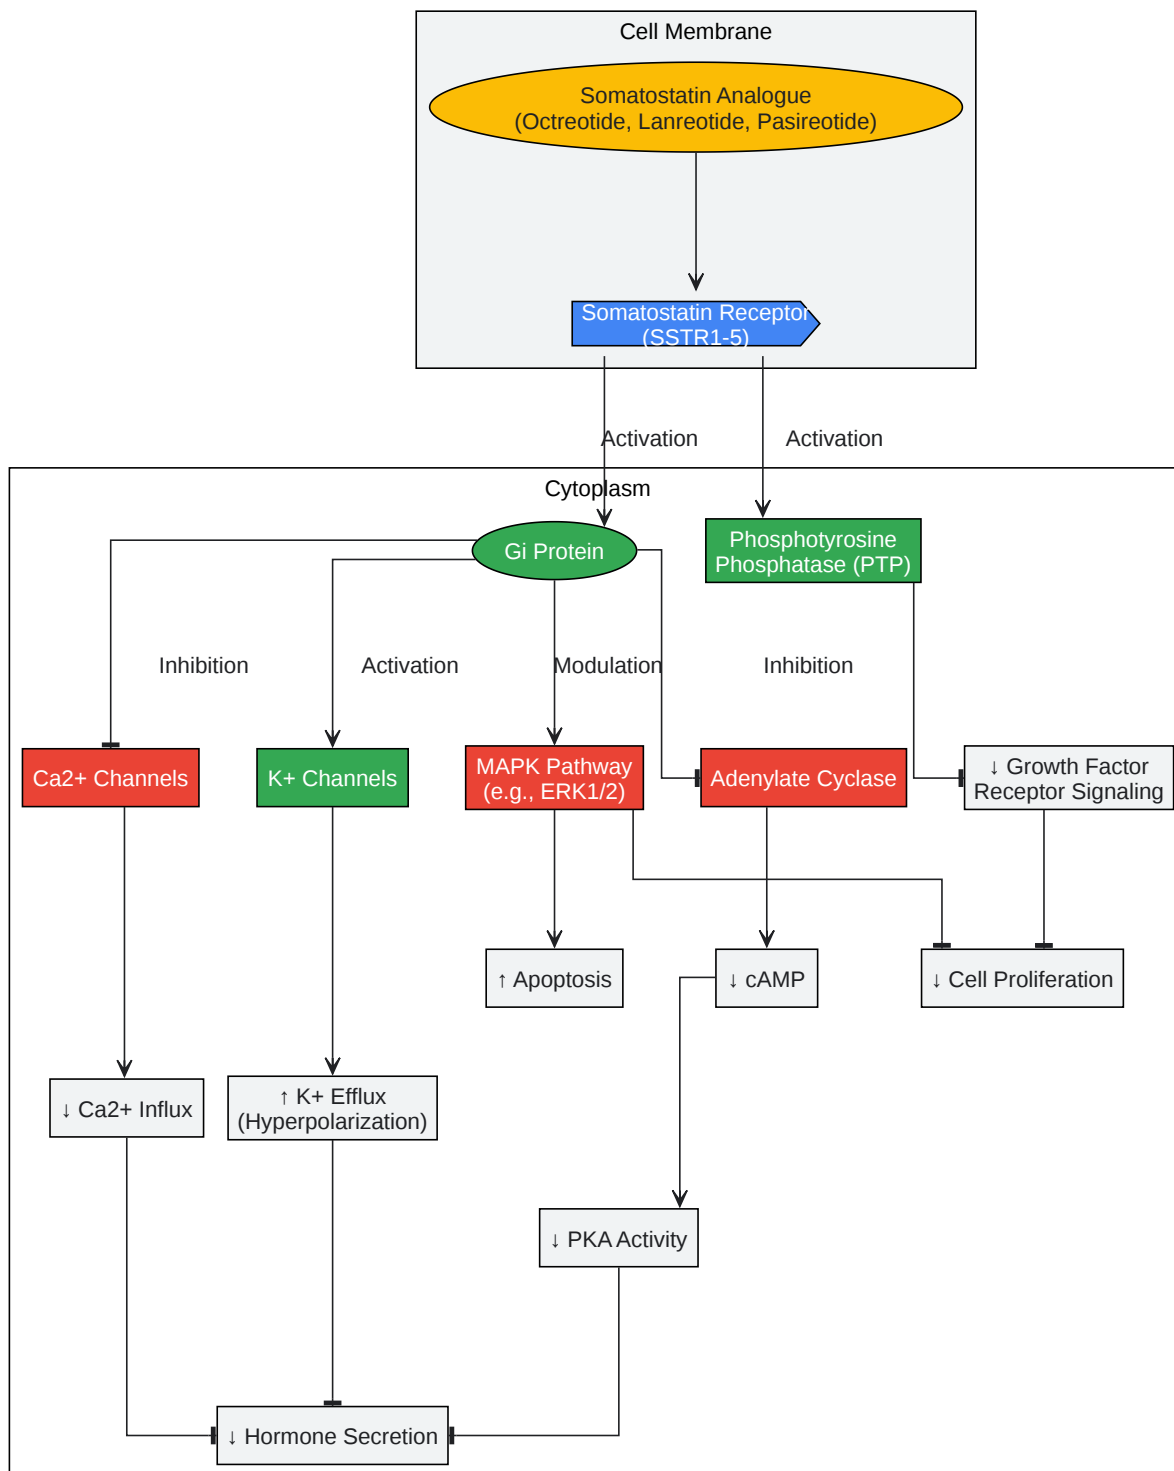 Cell Membrane
Somatostatin Analogue
(Octreotide, Lanreotide, Pasireotide)
Somatostatin Receptor
(SSTR1-5)
Activation
Activation
Cytoplasm
Gi Protein
Phosphotyrosine
Phosphatase (PTP)
Inhibition
Activation
Modulation
Inhibition
Ca2+ Channels
K+ Channels
MAPK Pathway
(e.g., ERK1/2)
Adenylate Cyclase
↓ Growth Factor
Receptor Signaling
↑ Apoptosis
↓ cAMP
↓ Cell Proliferation
↓ Ca2+ Influx
↑ K+ Efflux
(Hyperpolarization)
↓ PKA Activity
↓ Hormone Secretion